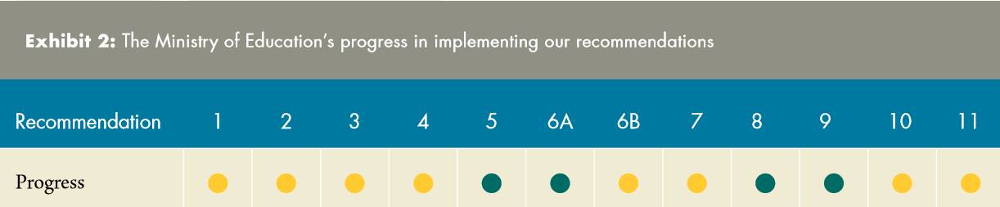 Exhibit 2: The Ministry of Education’s progress in implementing our recommendations
Recommendation 1 2 3 4 5 6A 6B 7 8 9 10 11
Progress